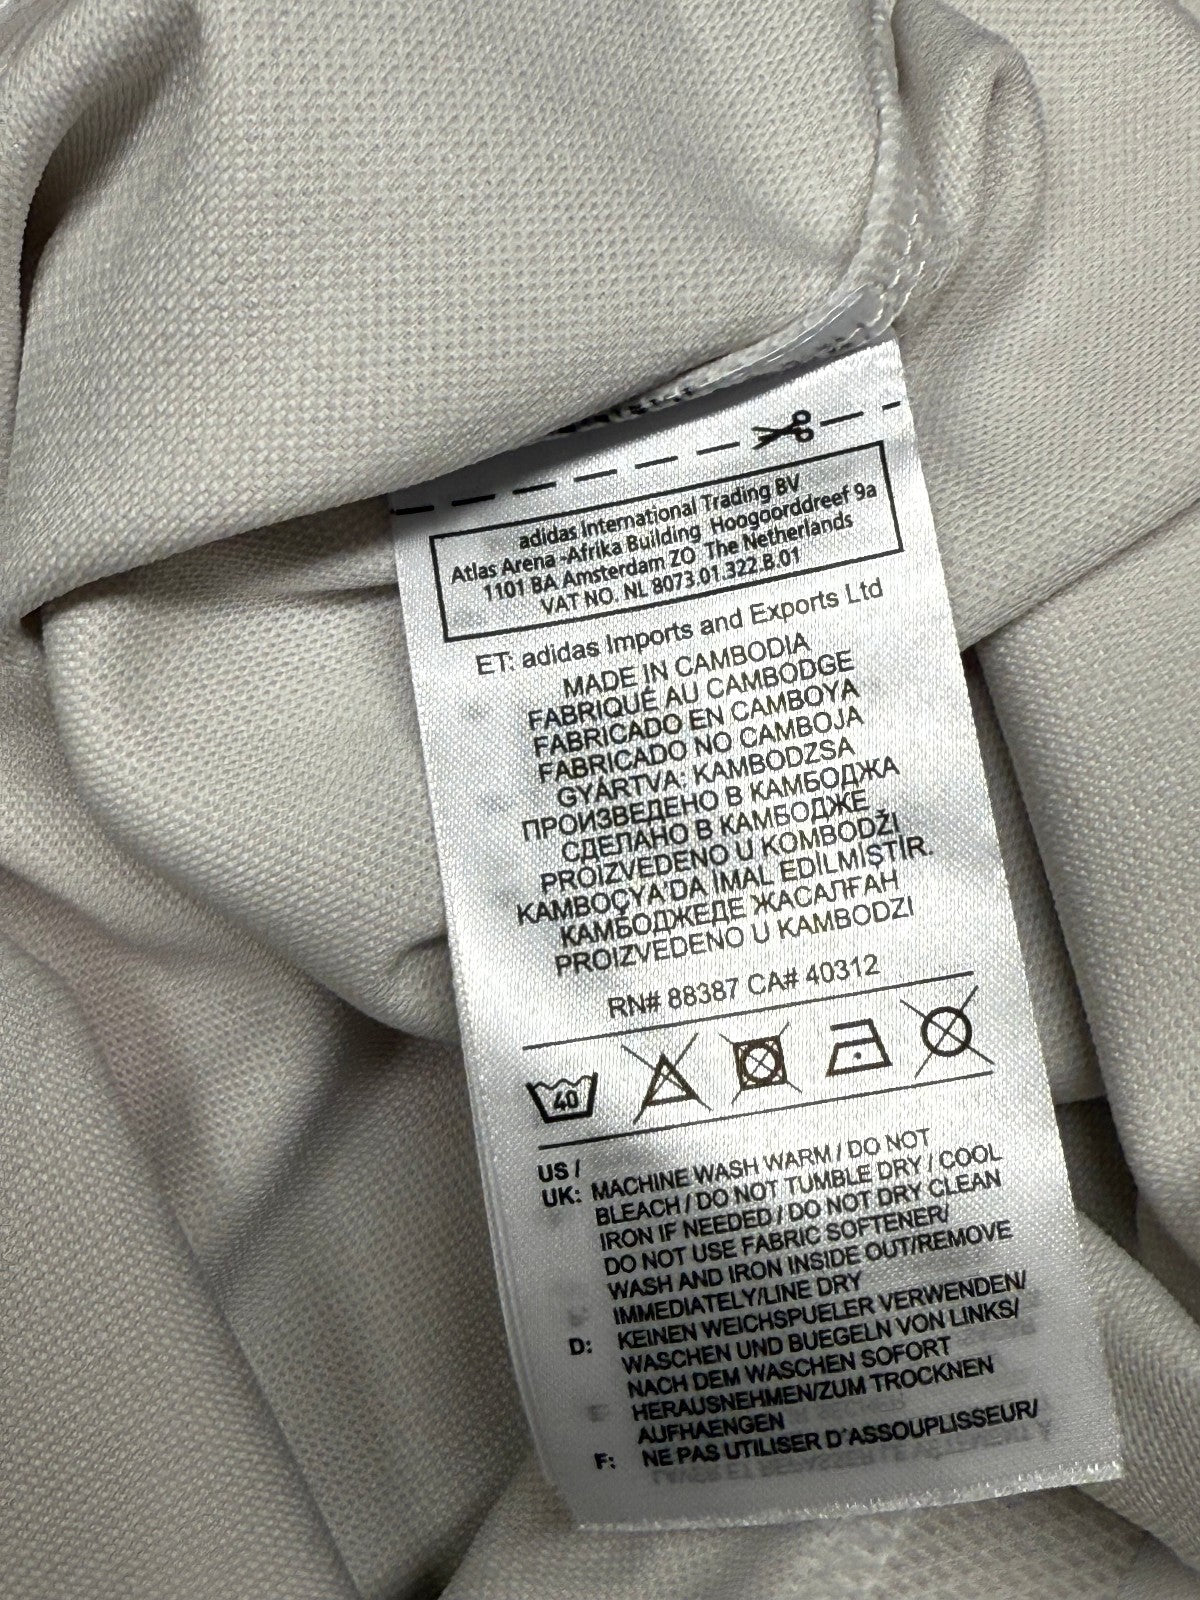 adidas International Trading BV
Atlas Arena -Afrika Building Hoogoorddreef 9a
1101 BA Amsterdam ZO The Netherlands
VAT NO. NL 8073.01.322.B.01
ET: adidas Imports and Exports Ltd
MADE IN CAMBODIA
FABRIQUÉ AU CAMBODGE
FABRICADO EN CAMBOYA
FABRICADO NO CAMBOJA
GYÁRTVA: KAMBODZSA
ПРОИЗВЕДЕНО В КАМБОДЖА
СДЕЛАНО В КАМБОДЖЕ
PROIZVEDENO U KOMBODŽI
KAMBOÇYA'DA İMAL EDİLMİŞTİR.
КАМБОДЖЕДЕ ЖАСАЛҒАН
PROIZVEDENO U KAMBODZI
RN# 88387 CA# 40312
40
US /
UK: MACHINE WASH WARM / DO NOT
BLEACH / DO NOT TUMBLE DRY / COOL
IRON IF NEEDED / DO NOT DRY CLEAN
DO NOT USE FABRIC SOFTENER/
WASH AND IRON INSIDE OUT/REMOVE
IMMEDIATELY/LINE DRY
D: KEINEN WEICHSPUELER VERWENDEN/
WASCHEN UND BUEGELN VON LINKS/
NACH DEM WASCHEN SOFORT
HERAUSNEHMEN/ZUM TROCKNEN
AUFHAENGEN
F: NE PAS UTILISER D'ASSOUPLISSEUR/